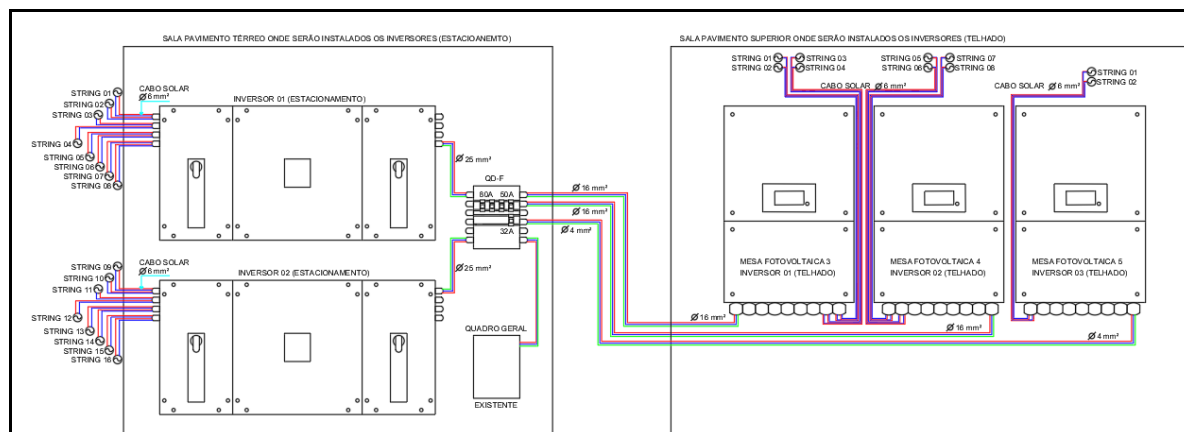 SALA PAVIMENTO TÉRREO ONDE SERÃO INSTALADOS OS INVERSORES (ESTACIOANEMTO)
STRING 01
STRING 02
STRING 03
STRING 04
STRING 05
STRING 06
STRING 07
STRING 08
CABO SOLAR
Ø 6 mm²
INVERSOR 01 (ESTACIONAMENTO)
Ø 25 mm²
QD-F
80A 50A
32A
STRING 09
STRING 10
STRING 11
STRING 12
STRING 13
STRING 14
STRING 15
STRING 16
CABO SOLAR
Ø 6 mm²
INVERSOR 02 (ESTACIONAMENTO)
Ø 25 mm²
QUADRO GERAL
EXISTENTE
Ø 16 mm²
Ø 16 mm²
Ø 4 mm²
SALA PAVIMENTO SUPERIOR ONDE SERÃO INSTALADOS OS INVERSORES (TELHADO)
STRING 01
STRING 02
STRING 03
STRING 04
STRING 05
STRING 06
STRING 07
STRING 08
CABO SOLAR Ø 6 mm²
STRING 01
STRING 02
CABO SOLAR Ø 6 mm²
MESA FOTOVOLTAICA 3
INVERSOR 01 (TELHADO)
MESA FOTOVOLTAICA 4
INVERSOR 02 (TELHADO)
MESA FOTOVOLTAICA 5
INVERSOR 03 (TELHADO)
Ø 16 mm²
Ø 16 mm²
Ø 4 mm²